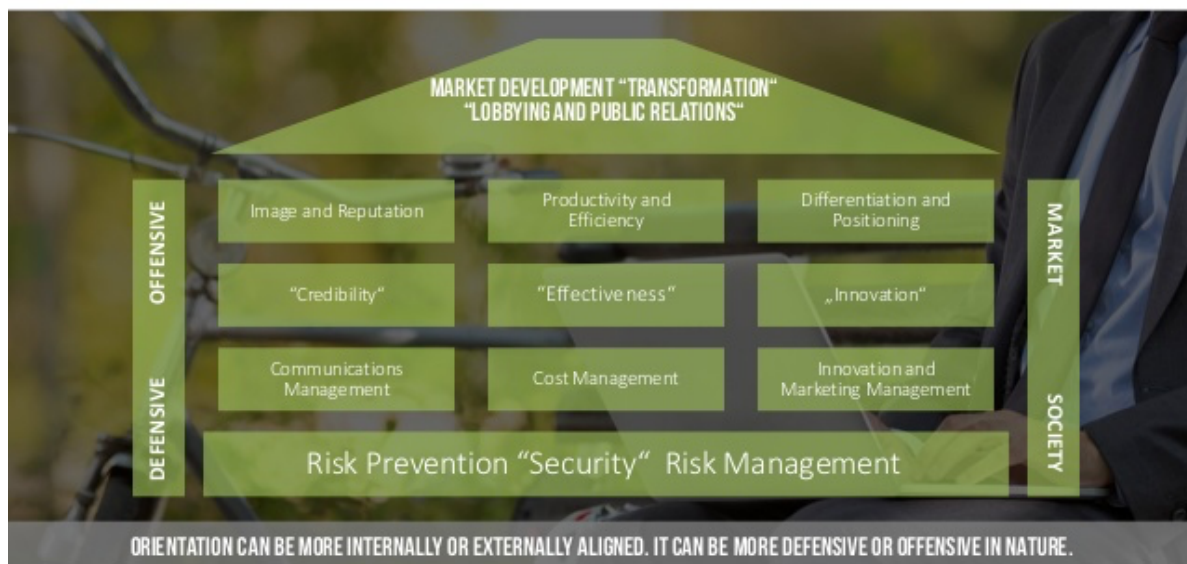 MARKET DEVELOPMENT “TRANSFORMATION“
“LOBBYING AND PUBLIC RELATIONS“
OFFENSIVE
DEFENSIVE
Image and Reputation
Productivity and
Efficiency
Differentiation and
Positioning
“Credibility“
“Effectiveness“
„Innovation“
Communications
Management
Cost Management
Innovation and
Marketing Management
MARKET
SOCIETY
Risk Prevention “Security“ Risk Management
ORIENTATION CAN BE MORE INTERNALLY OR EXTERNALLY ALIGNED. IT CAN BE MORE DEFENSIVE OR OFFENSIVE IN NATURE.